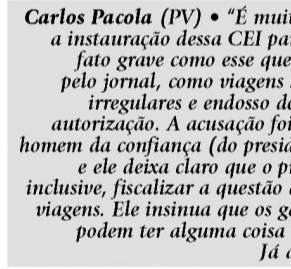 Carlos Pacola (PV) • "É muit
a instauração dessa CEI pa
fato grave como esse que
pelo jornal, como viagens
irregulares e endosso de
autorização. A acusação foi
homem da confiança (do presid
e ele deixa claro que o p
inclusive, fiscalizar a questão
viagens. Ele insinua que os g
podem ter alguma coisa
Já